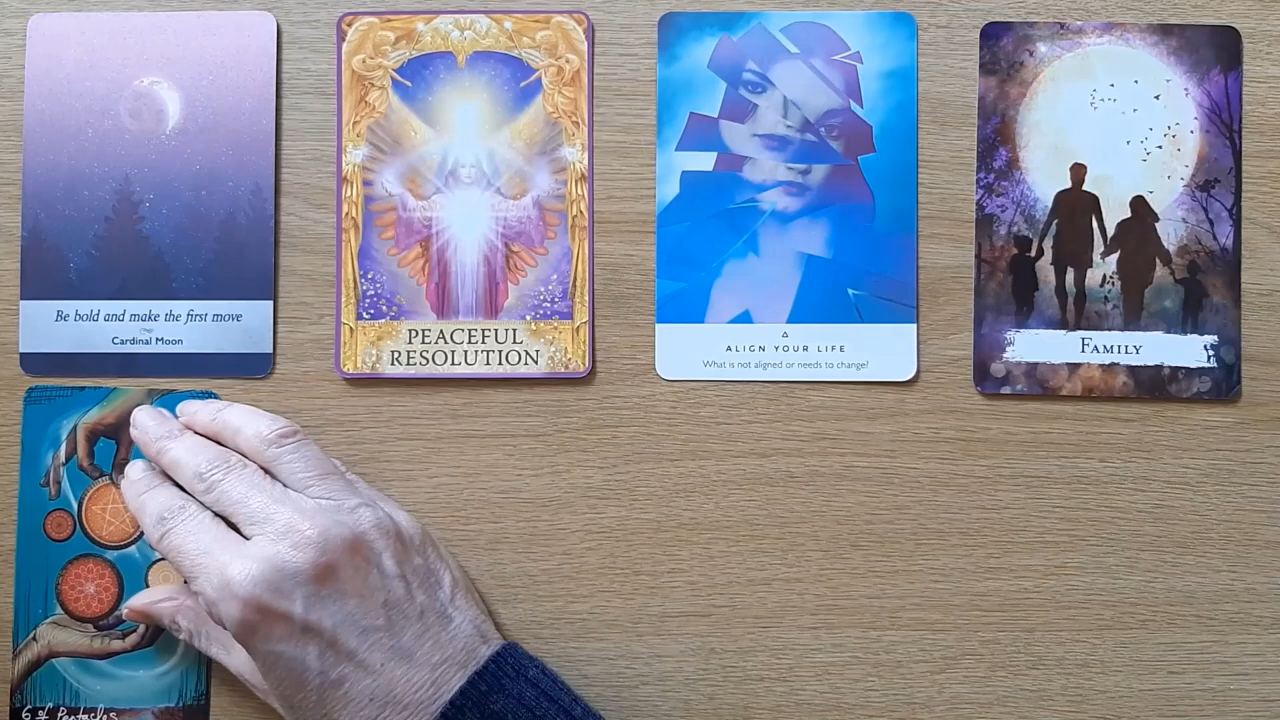 Be bold and make the first move
Cardinal Moon
PEACEFUL
RESOLUTION
ALIGN YOUR LIFE
What is not aligned or needs to change?
FAMILY
6 of Pentacles